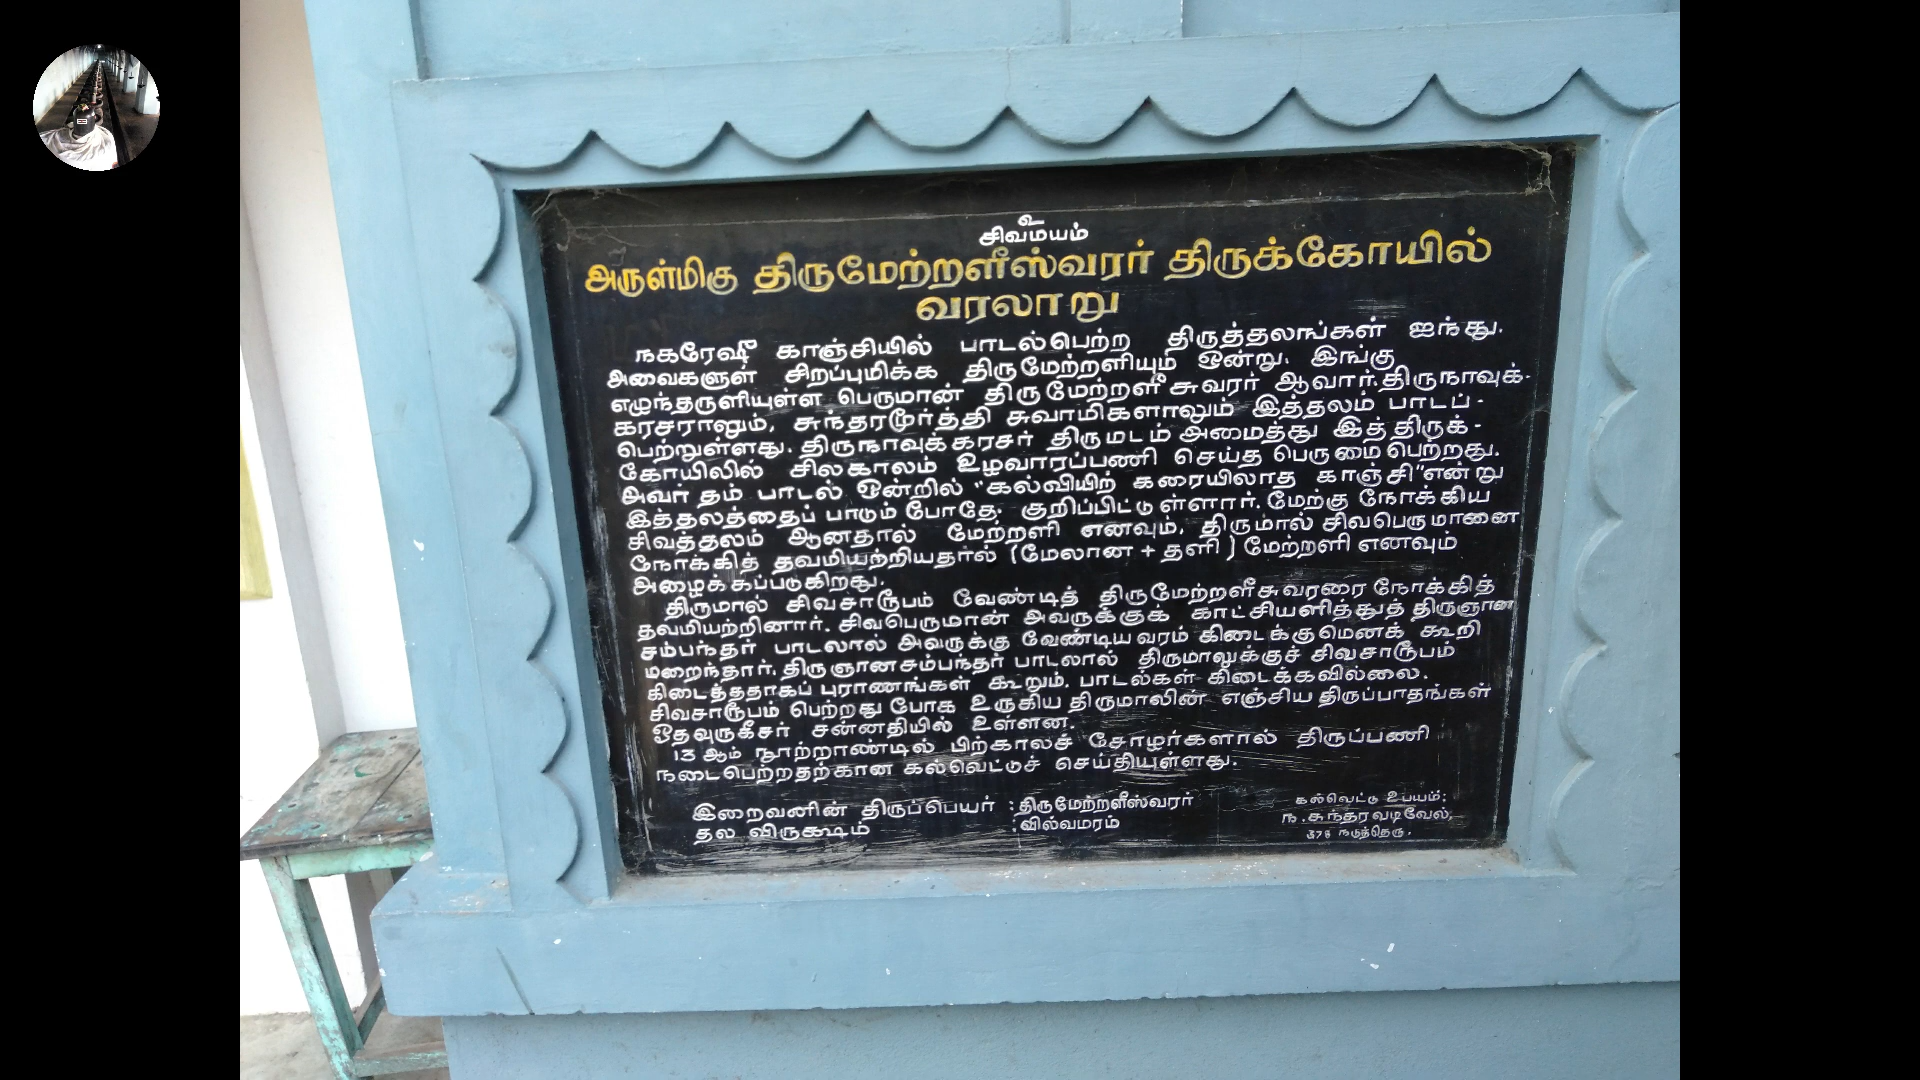 உ
சிவமயம்
அருள்மிகு திருமேற்றளீஸ்வரர் திருக்கோயில்
வரலாறு
நகரேஷூ காஞ்சியில் பாடல்பெற்ற திருத்தலங்கள் ஐந்து.
அவைகளுள் சிறப்புமிக்க திருமேற்றளியும் ஒன்று. இங்கு
எழுந்தருளியுள்ள பெருமான் திருமேற்றளீசுவரர் ஆவார். திருநாவுக்-
கரசராலும், சுந்தரமூர்த்தி சுவாமிகளாலும் இத்தலம் பாடப்-
பெற்றுள்ளது. திருநாவுக்கரசர் திருமடம் அமைத்து இத்திருக்-
கோயிலில் சிலகாலம் உழவாரப்பணி செய்த பெருமைபெற்றது.
அவர் தம் பாடல் ஒன்றில் "கல்வியிற் கரையிலாத காஞ்சி" என்று
இத்தலத்தைப் பாடும் போதே குறிப்பிட்டுள்ளார். மேற்கு நோக்கிய
சிவத்தலம் ஆனதால் மேற்றளி எனவும், திருமால் சிவபெருமானை
நோக்கித் தவமியற்றியதால் (மேலான + தளி) மேற்றளி எனவும்
அழைக்கப்படுகிறது.
திருமால் சிவசாரூபம் வேண்டித் திருமேற்றளீசுவரரை நோக்கித்
தவமியற்றினார். சிவபெருமான் அவருக்குக் காட்சியளித்துத் திருஞான
சம்பந்தர் பாடலால் அவருக்கு வேண்டிய வரம் கிடைக்குமெனக் கூறி
மறைந்தார். திருஞானசம்பந்தர் பாடலால் திருமாலுக்குச் சிவசாரூபம்
கிடைத்ததாகப் புராணங்கள் கூறும். பாடல்கள் கிடைக்கவில்லை.
சிவசாரூபம் பெற்றது போக உருகிய திருமாலின் எஞ்சிய திருப்பாதங்கள்
ஓதவுருகீசர் சன்னதியில் உள்ளன.
13 ஆம் நூற்றாண்டில் பிற்காலச் சோழர்களால் திருப்பணி
நடைபெற்றதற்கான கல்வெட்டுச் செய்தியுள்ளது.
இறைவனின் திருப்பெயர் : திருமேற்றளீஸ்வரர்
தல விருக்ஷம் : வில்வமரம்
கல்வெட்டு உபயம்:
ந. சுந்தரவடிவேல்,
378 நடுத்தெரு.